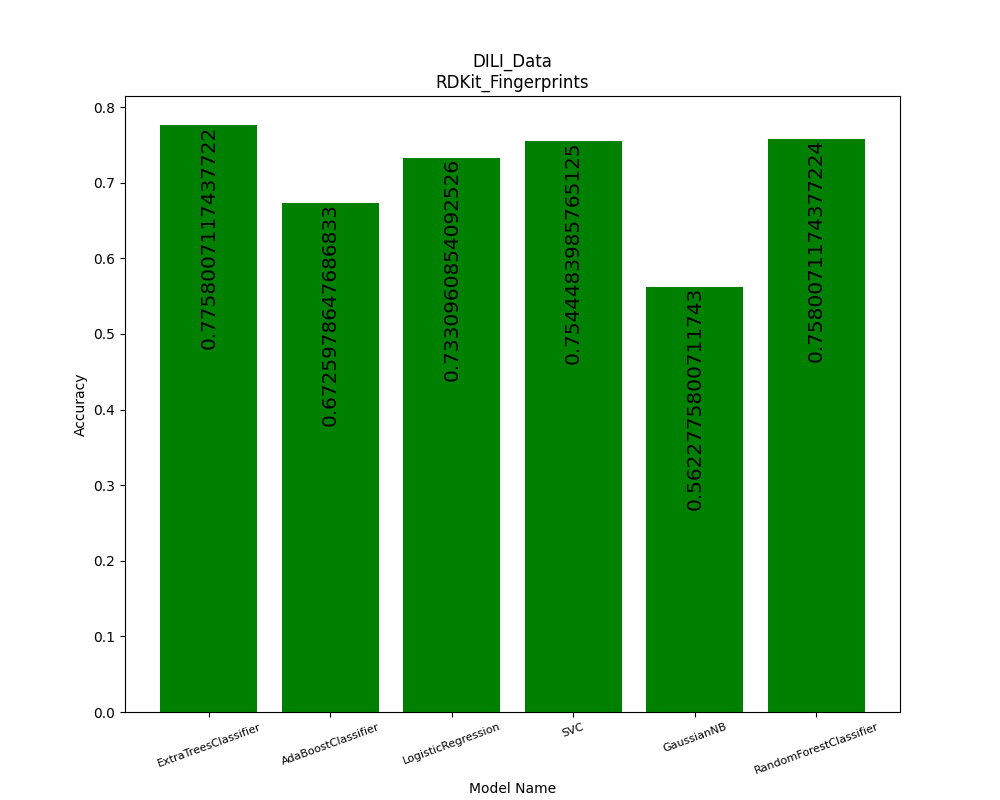 DILI_Data
RDKit_Fingerprints
Accuracy
0.8
0.7
0.6
0.5
0.4
0.3
0.2
0.1
0.0
0.7758007117437722
0.6725978647686833
0.7330960854092526
0.7544483985765125
0.5622775800711743
0.7580071174377224
ExtraTreesClassifier
AdaBoostClassifier
LogisticRegression
SVC
GaussianNB
RandomForestClassifier
Model Name